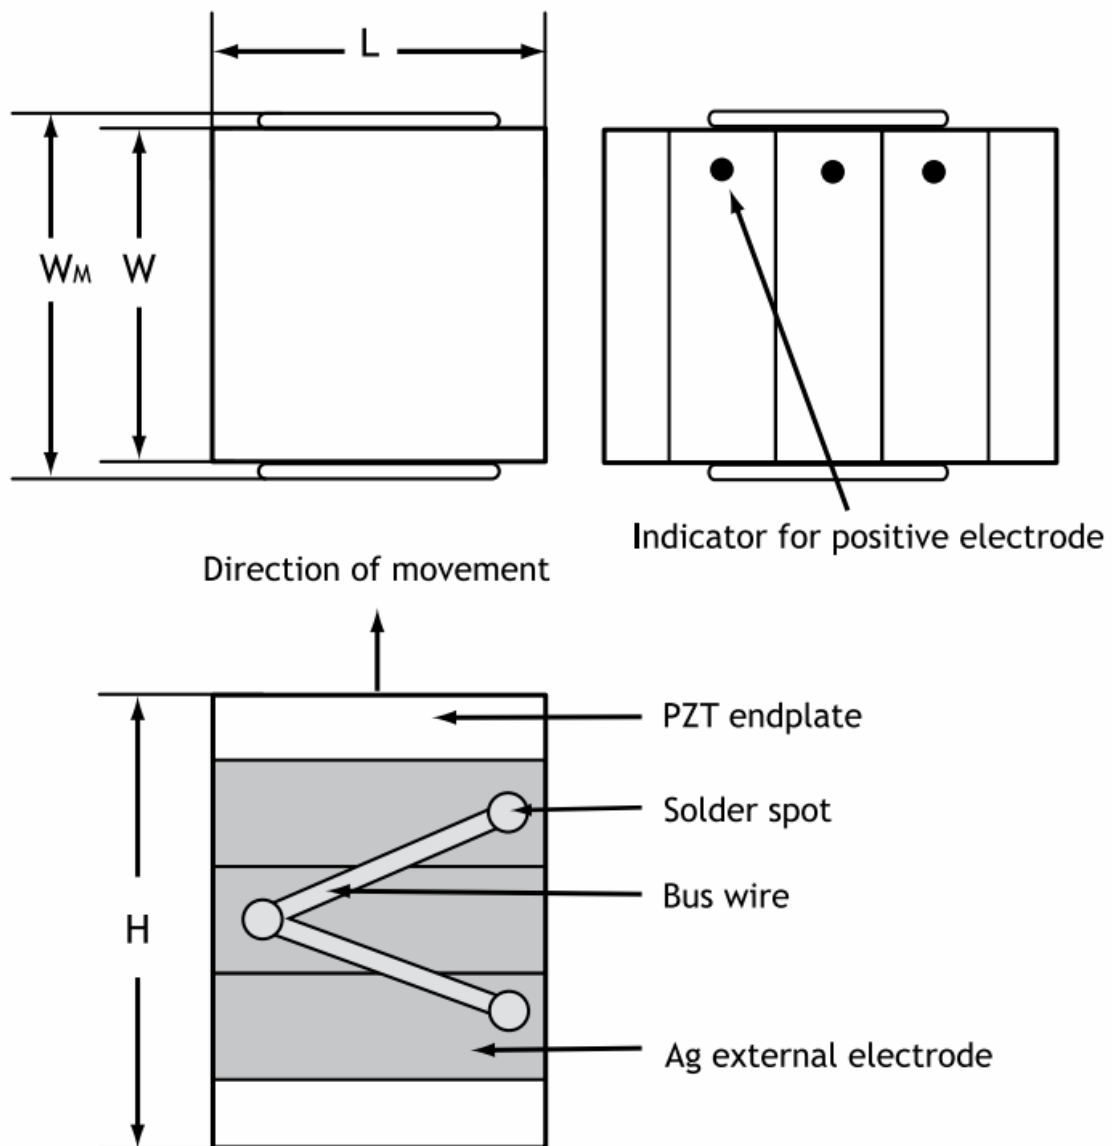 L
WM
W
Indicator for positive electrode
Direction of movement
PZT endplate
Solder spot
Bus wire
H
Ag external electrode